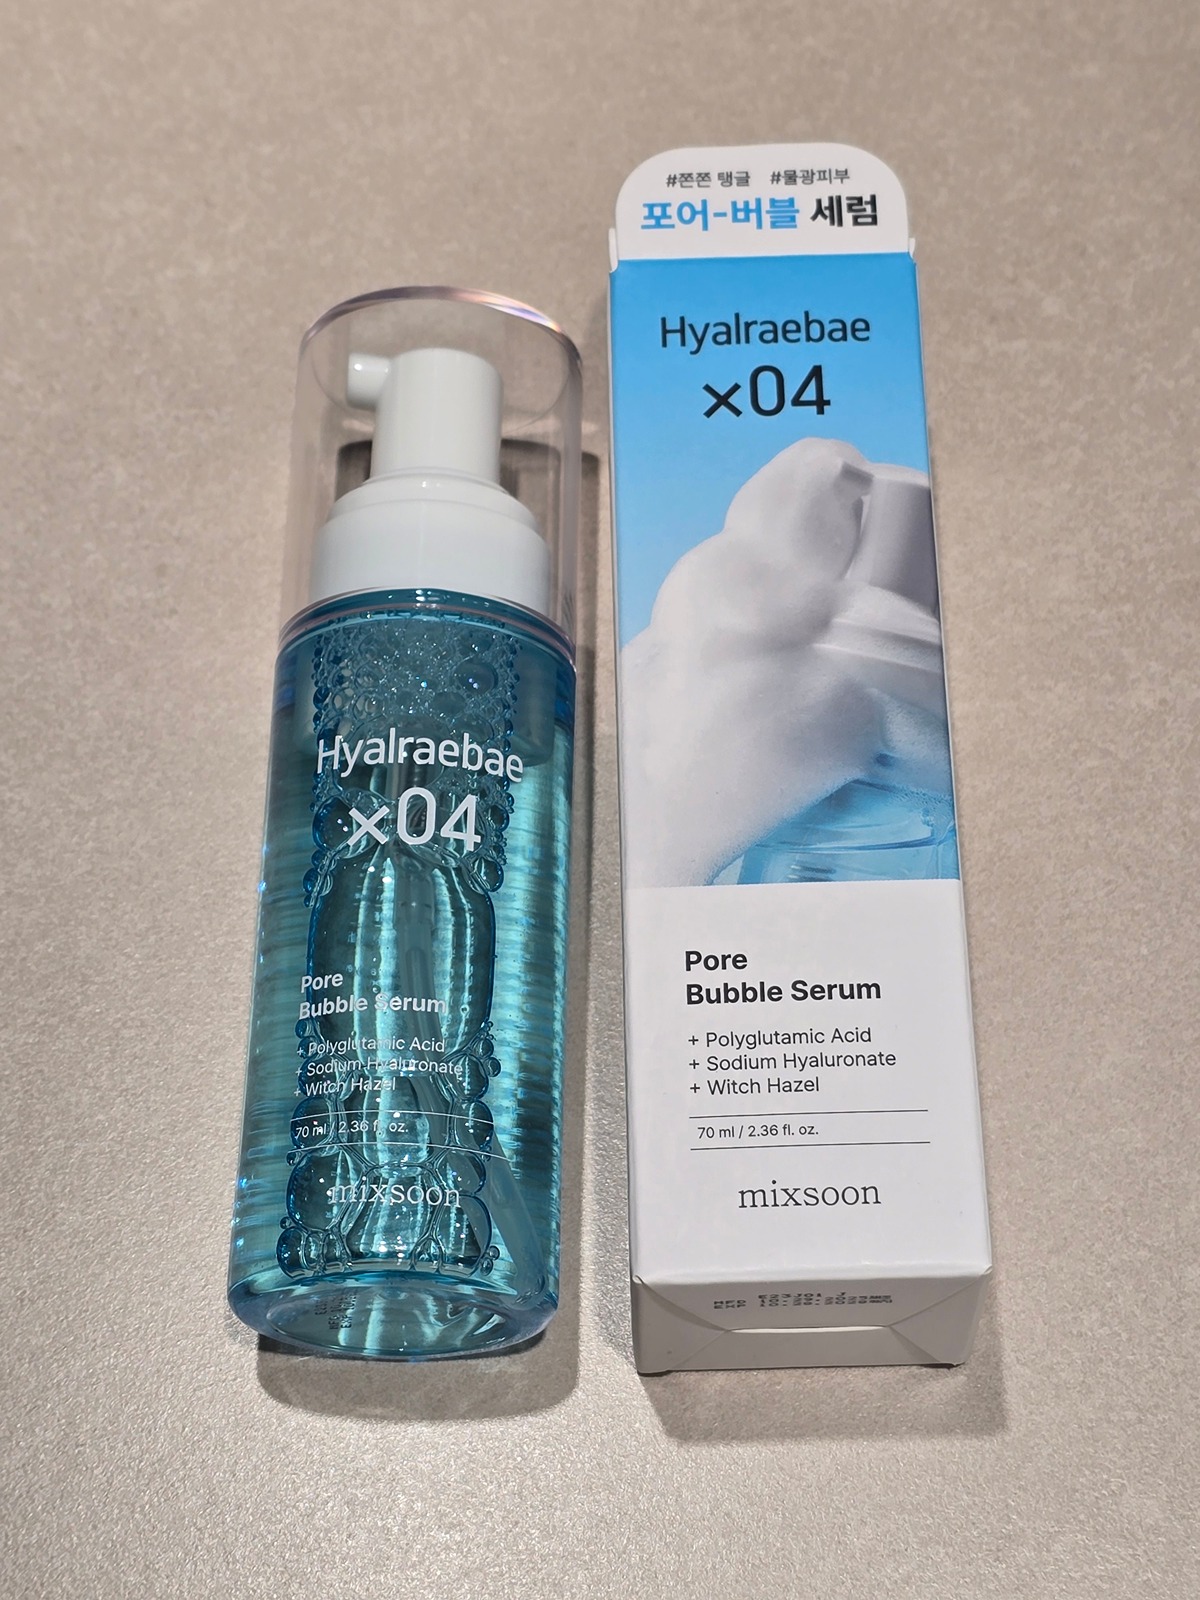 #쫀쫀 탱글 #물광피부
포어-버블 세럼
Hyalraebae
×04
Pore
Bubble Serum
+ Polyglutamic Acid
+ Sodium Hyaluronate
+ Witch Hazel
70 ml / 2.36 fl. oz.
mixsoon
Hyalraebae
×04
Pore
Bubble Serum
+ Polyglutamic Acid
+ Sodium Hyaluronate
+ Witch Hazel
70 ml / 2.36 fl. oz.
mixsoon